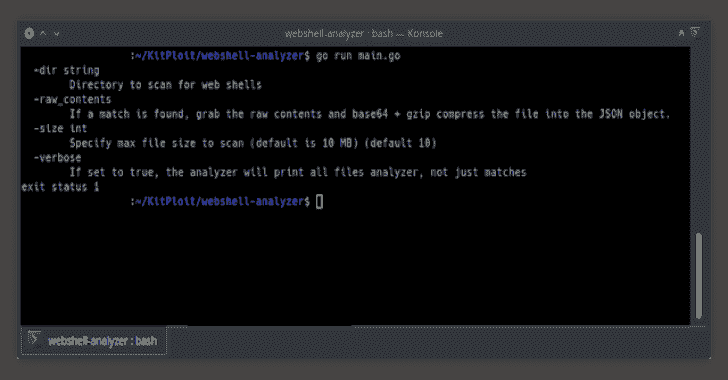 webshell-analyzer : bash — Konsole
:~/KitPloit/webshell-analyzer$ go run main.go
-dir string
Directory to scan for web shells
-raw_contents
If a match is found, grab the raw contents and base64 + gzip compress the file into the JSON object.
-size int
Specify max file size to scan (default is 10 MB) (default 10)
-verbose
If set to true, the analyzer will print all files analyzer, not just matches
exit status 1
:~/KitPloit/webshell-analyzer$
webshell-analyzer : bash